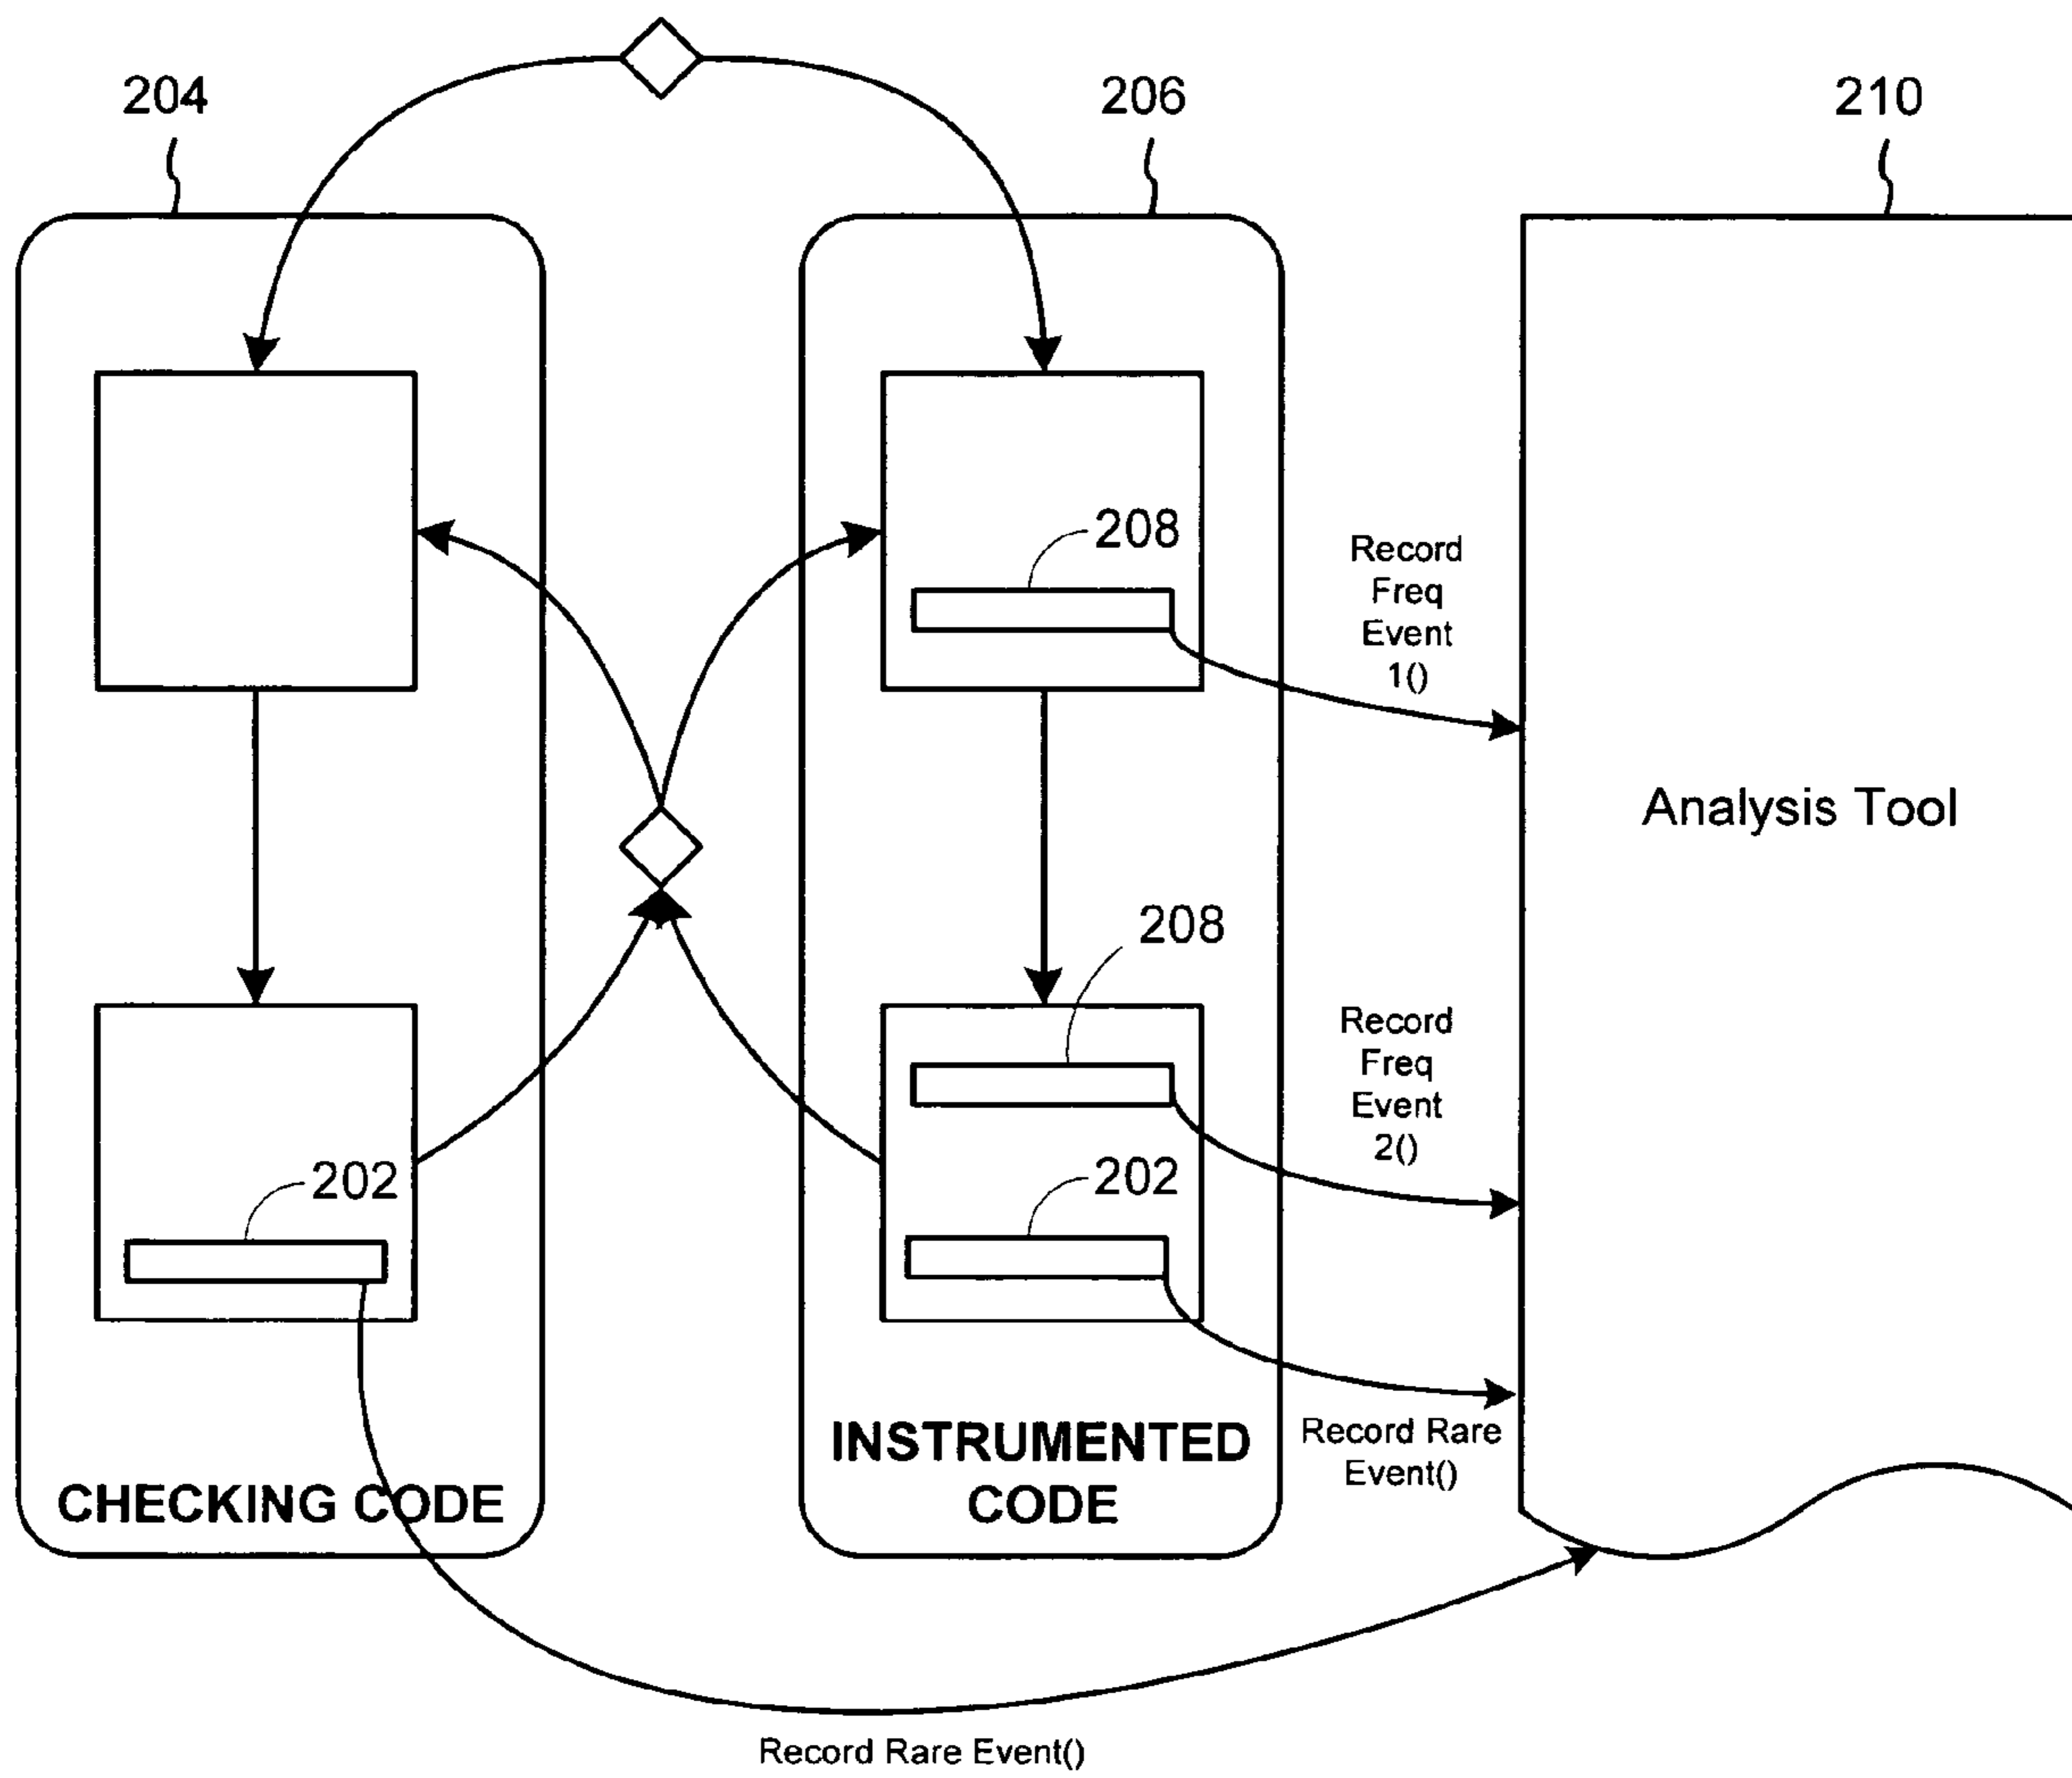 204
206
210
208
Record
Freq
Event
1()
Analysis Tool
208
Record
Freq
Event
2()
202
202
INSTRUMENTED
CODE
Record Rare
Event()
CHECKING CODE
Record Rare Event()